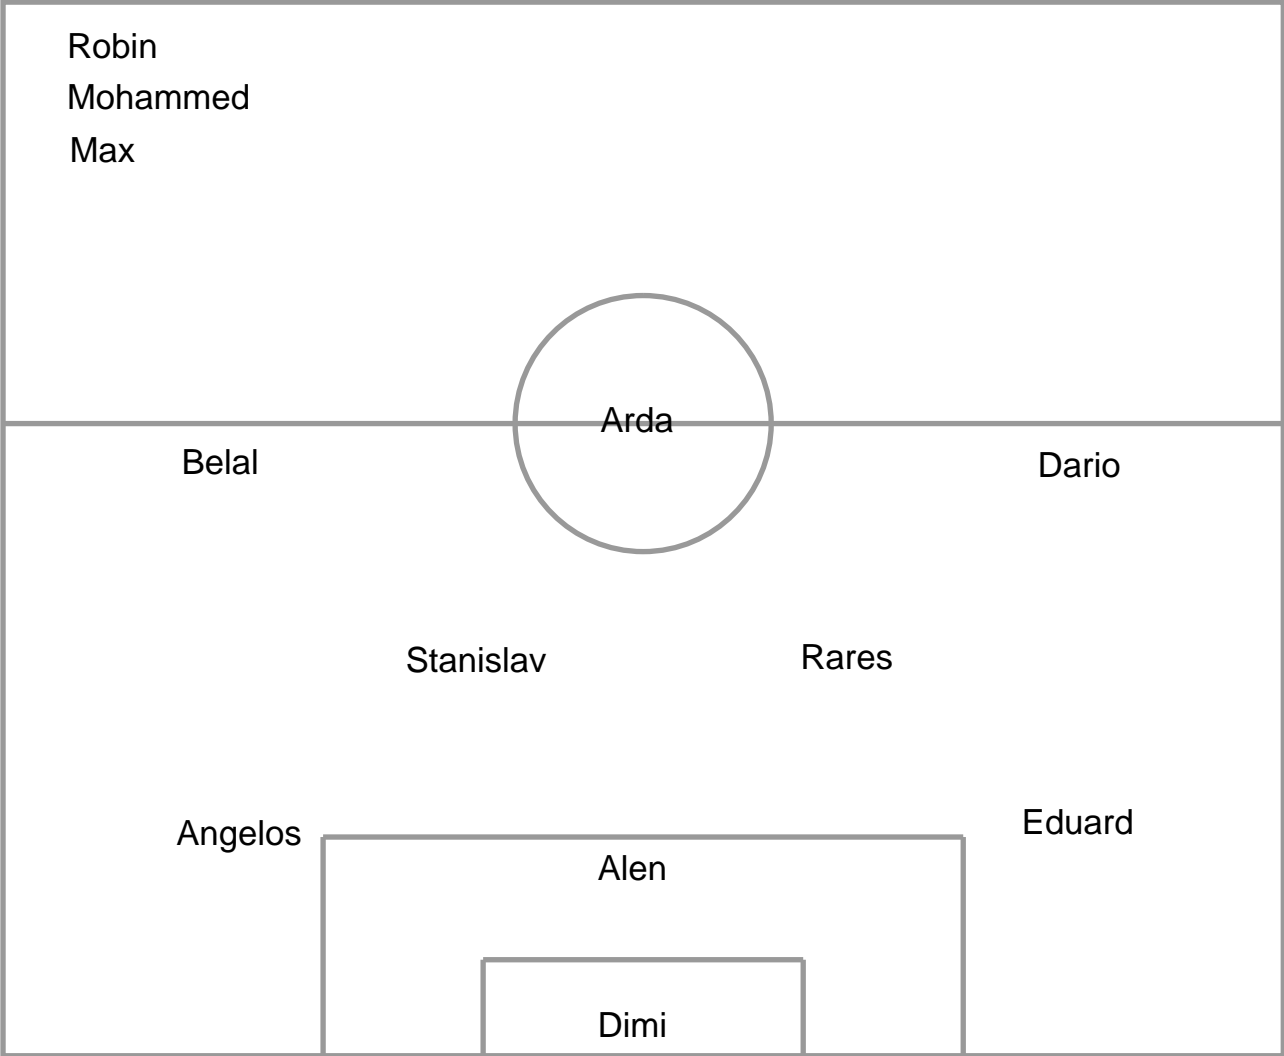 Robin
Mohammed
Max
Arda
Belal
Dario
Stanislav
Rares
Angelos
Eduard
Alen
Dimi